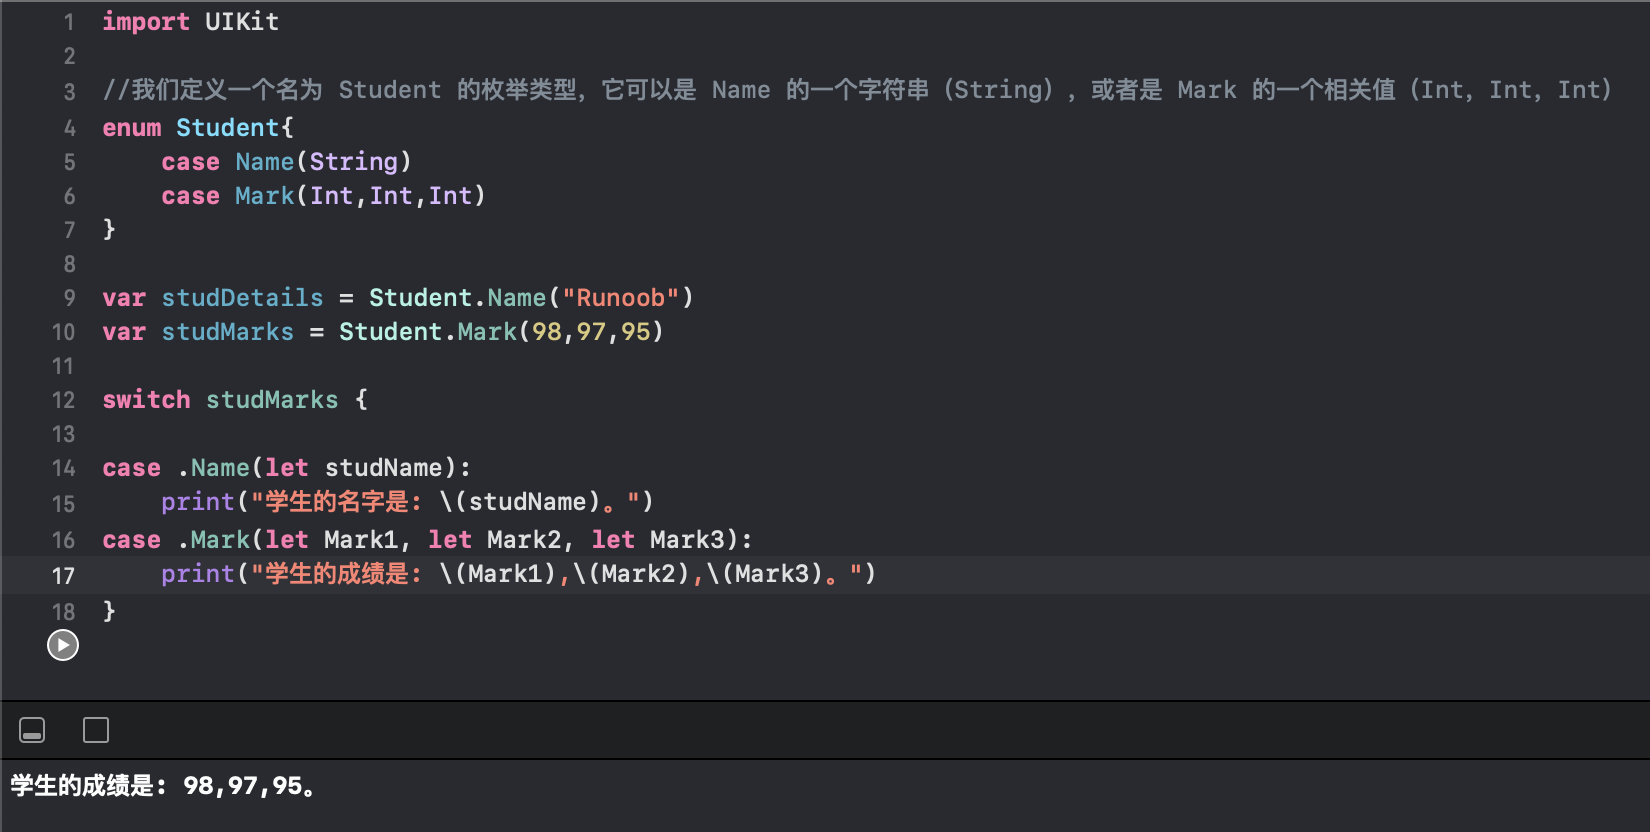 1 import UIKit
2
3 //我们定义一个名为 Student 的枚举类型，它可以是 Name 的一个字符串（String），或者是 Mark 的一个相关值（Int，Int，Int）
4 enum Student{
5     case Name(String)
6     case Mark(Int,Int,Int)
7 }
8
9 var studDetails = Student.Name("Runoob")
10 var studMarks = Student.Mark(98,97,95)
11
12 switch studMarks {
13
14 case .Name(let studName):
15     print("学生的名字是: \(studName)。")
16 case .Mark(let Mark1, let Mark2, let Mark3):
17     print("学生的成绩是: \(Mark1),\(Mark2),\(Mark3)。")
18 }
学生的成绩是: 98,97,95。